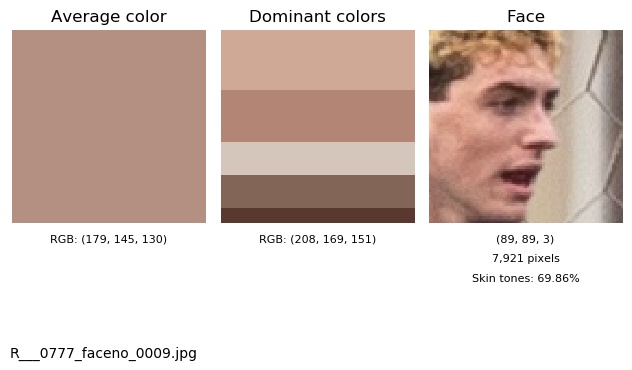 Average color
Dominant colors
Face
RGB: (179, 145, 130)
RGB: (208, 169, 151)
(89, 89, 3)
7,921 pixels
Skin tones: 69.86%
R___0777_faceno_0009.jpg